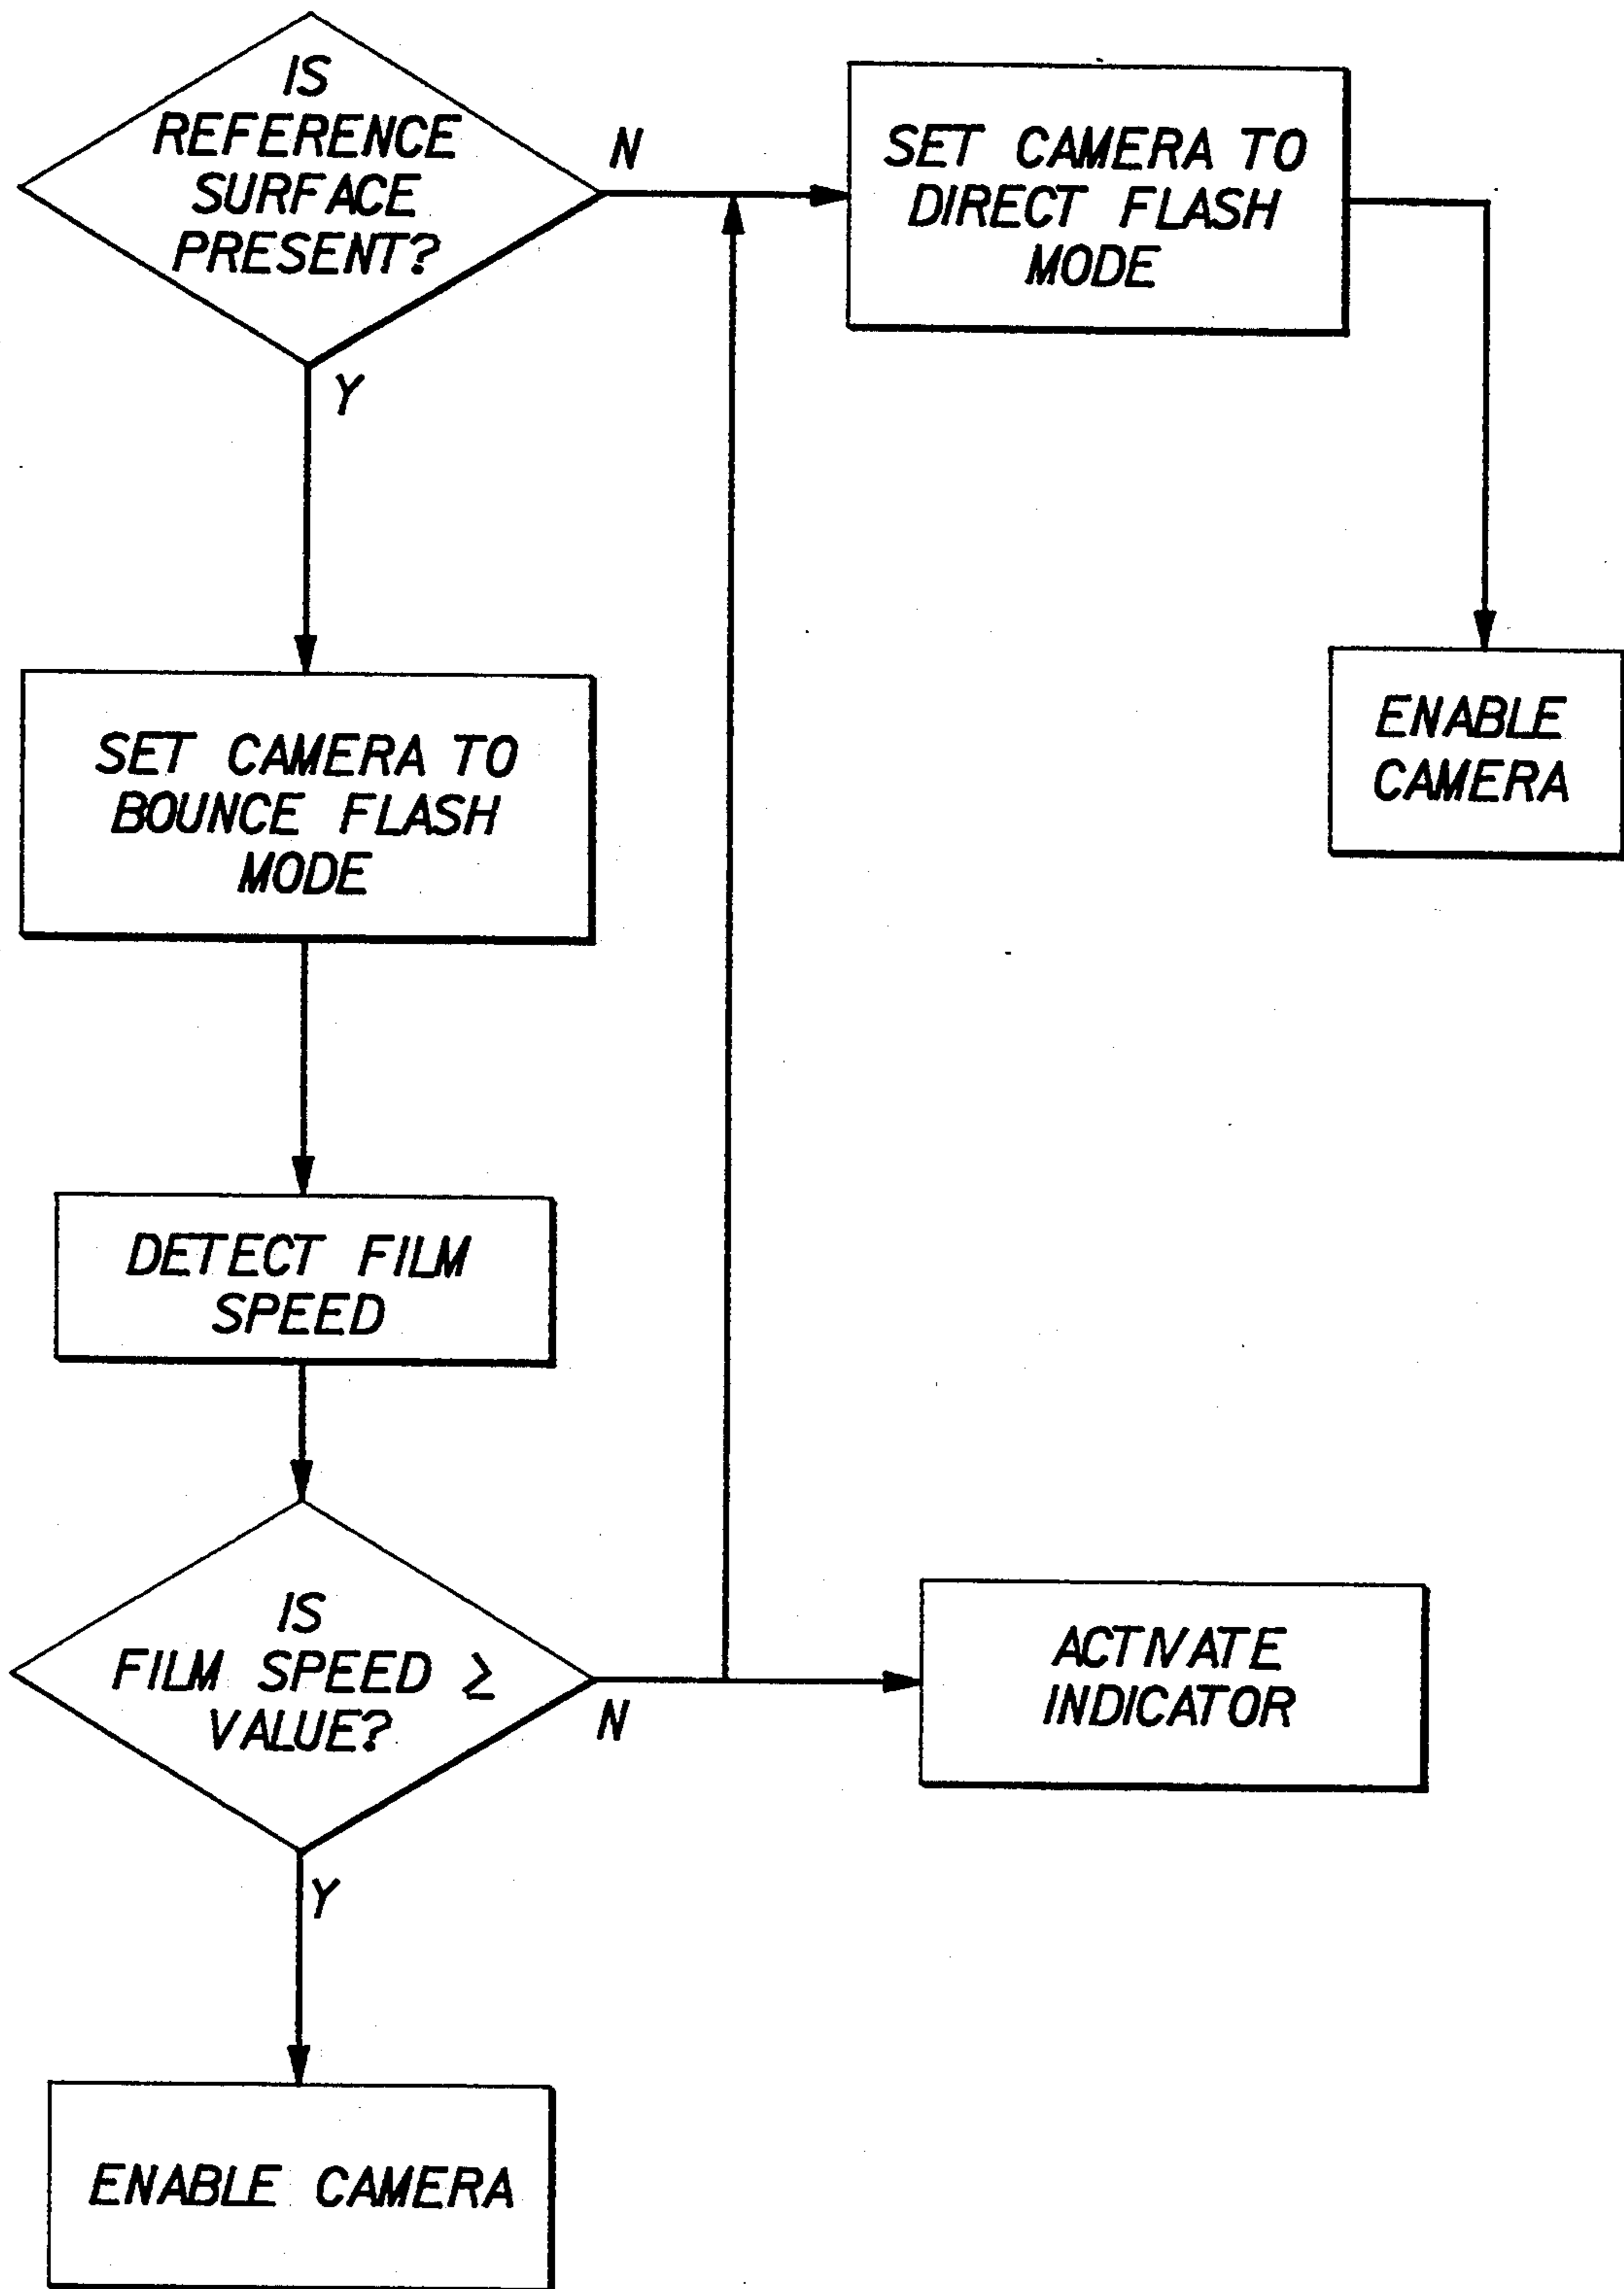 IS
REFERENCE
SURFACE
PRESENT?
N
Y
SET CAMERA TO
DIRECT FLASH
MODE
ENABLE
CAMERA
SET CAMERA TO
BOUNCE FLASH
MODE
DETECT FILM
SPEED
IS
FILM SPEED ≥
VALUE?
N
Y
ACTIVATE
INDICATOR
ENABLE CAMERA